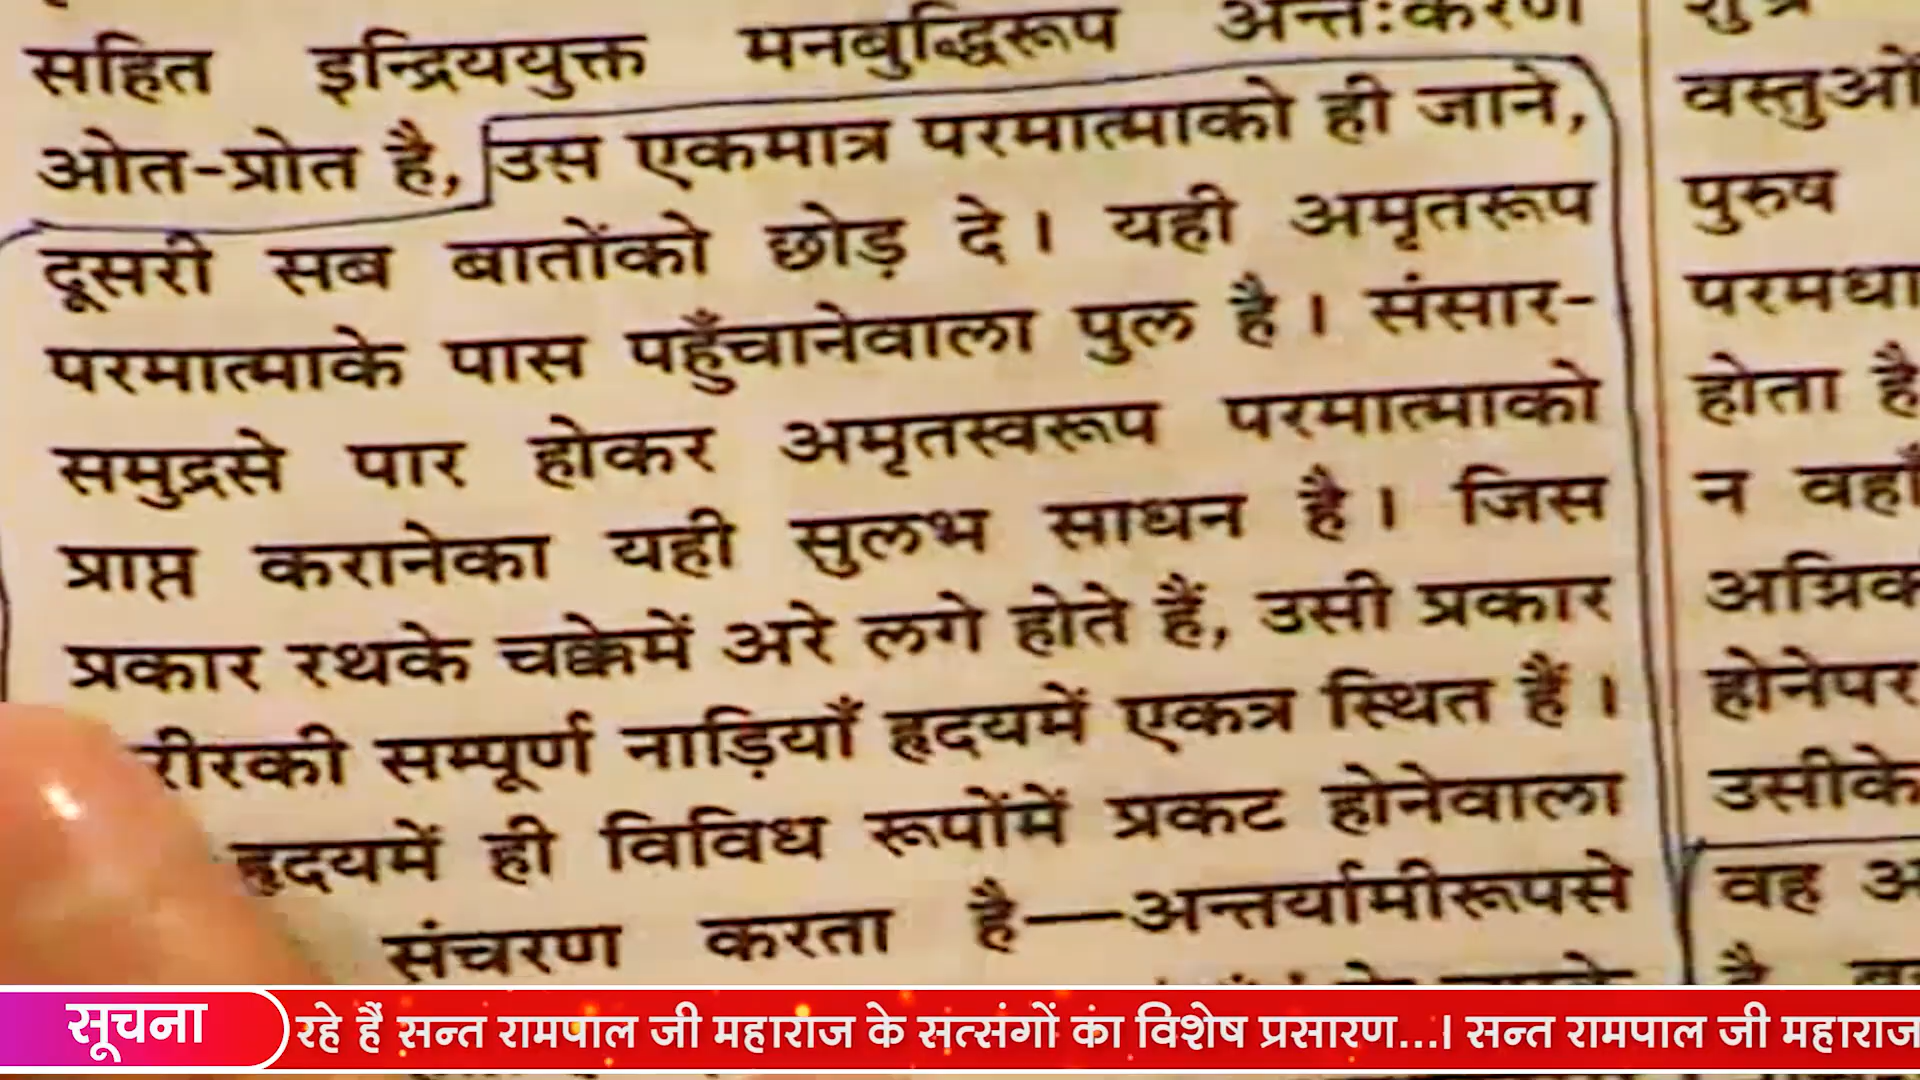 सहित इन्द्रिययुक्त मनबुद्धिरूप अन्तःकरण
ओत-प्रोत है, उस एकमात्र परमात्माको ही जाने,
दूसरी सब बातोंको छोड़ दे। यही अमृतरूप
परमात्माके पास पहुँचानेवाला पुल है। संसार-
समुद्रसे पार होकर अमृतस्वरूप परमात्माको
प्राप्त करानेका यही सुलभ साधन है। जिस
प्रकार रथके चक्केमें अरे लगे होते हैं, उसी प्रकार
रीरकी सम्पूर्ण नाड़ियाँ हृदयमें एकत्र स्थित हैं।
हृदयमें ही विविध रूपोंमें प्रकट होनेवाला
संचरण करता है—अन्तर्यामीरूपसे
वस्तुओं
पुरुष
परमधा
होता है
न वहाँ
अग्निक
होनेपर
उसीके
वह अ
है
सूचना
रहे हैं सन्त रामपाल जी महाराज के सत्संगों का विशेष प्रसारण...। सन्त रामपाल जी महाराज